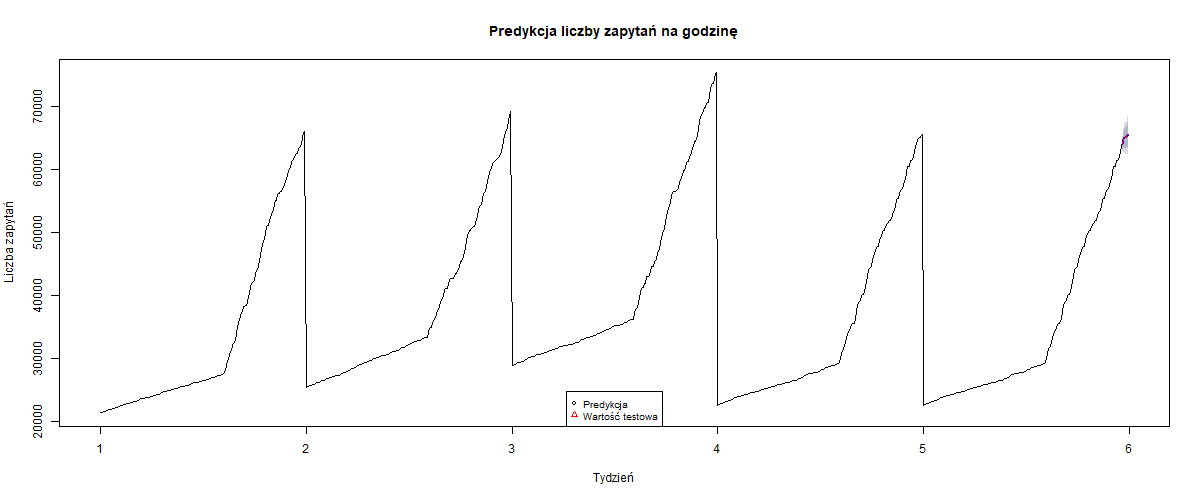 Predykcja liczby zapytań na godzinę
Liczba zapytań
70000
60000
50000
40000
30000
20000
Predykcja
Wartość testowa
1 2 3 4 5 6
Tydzień